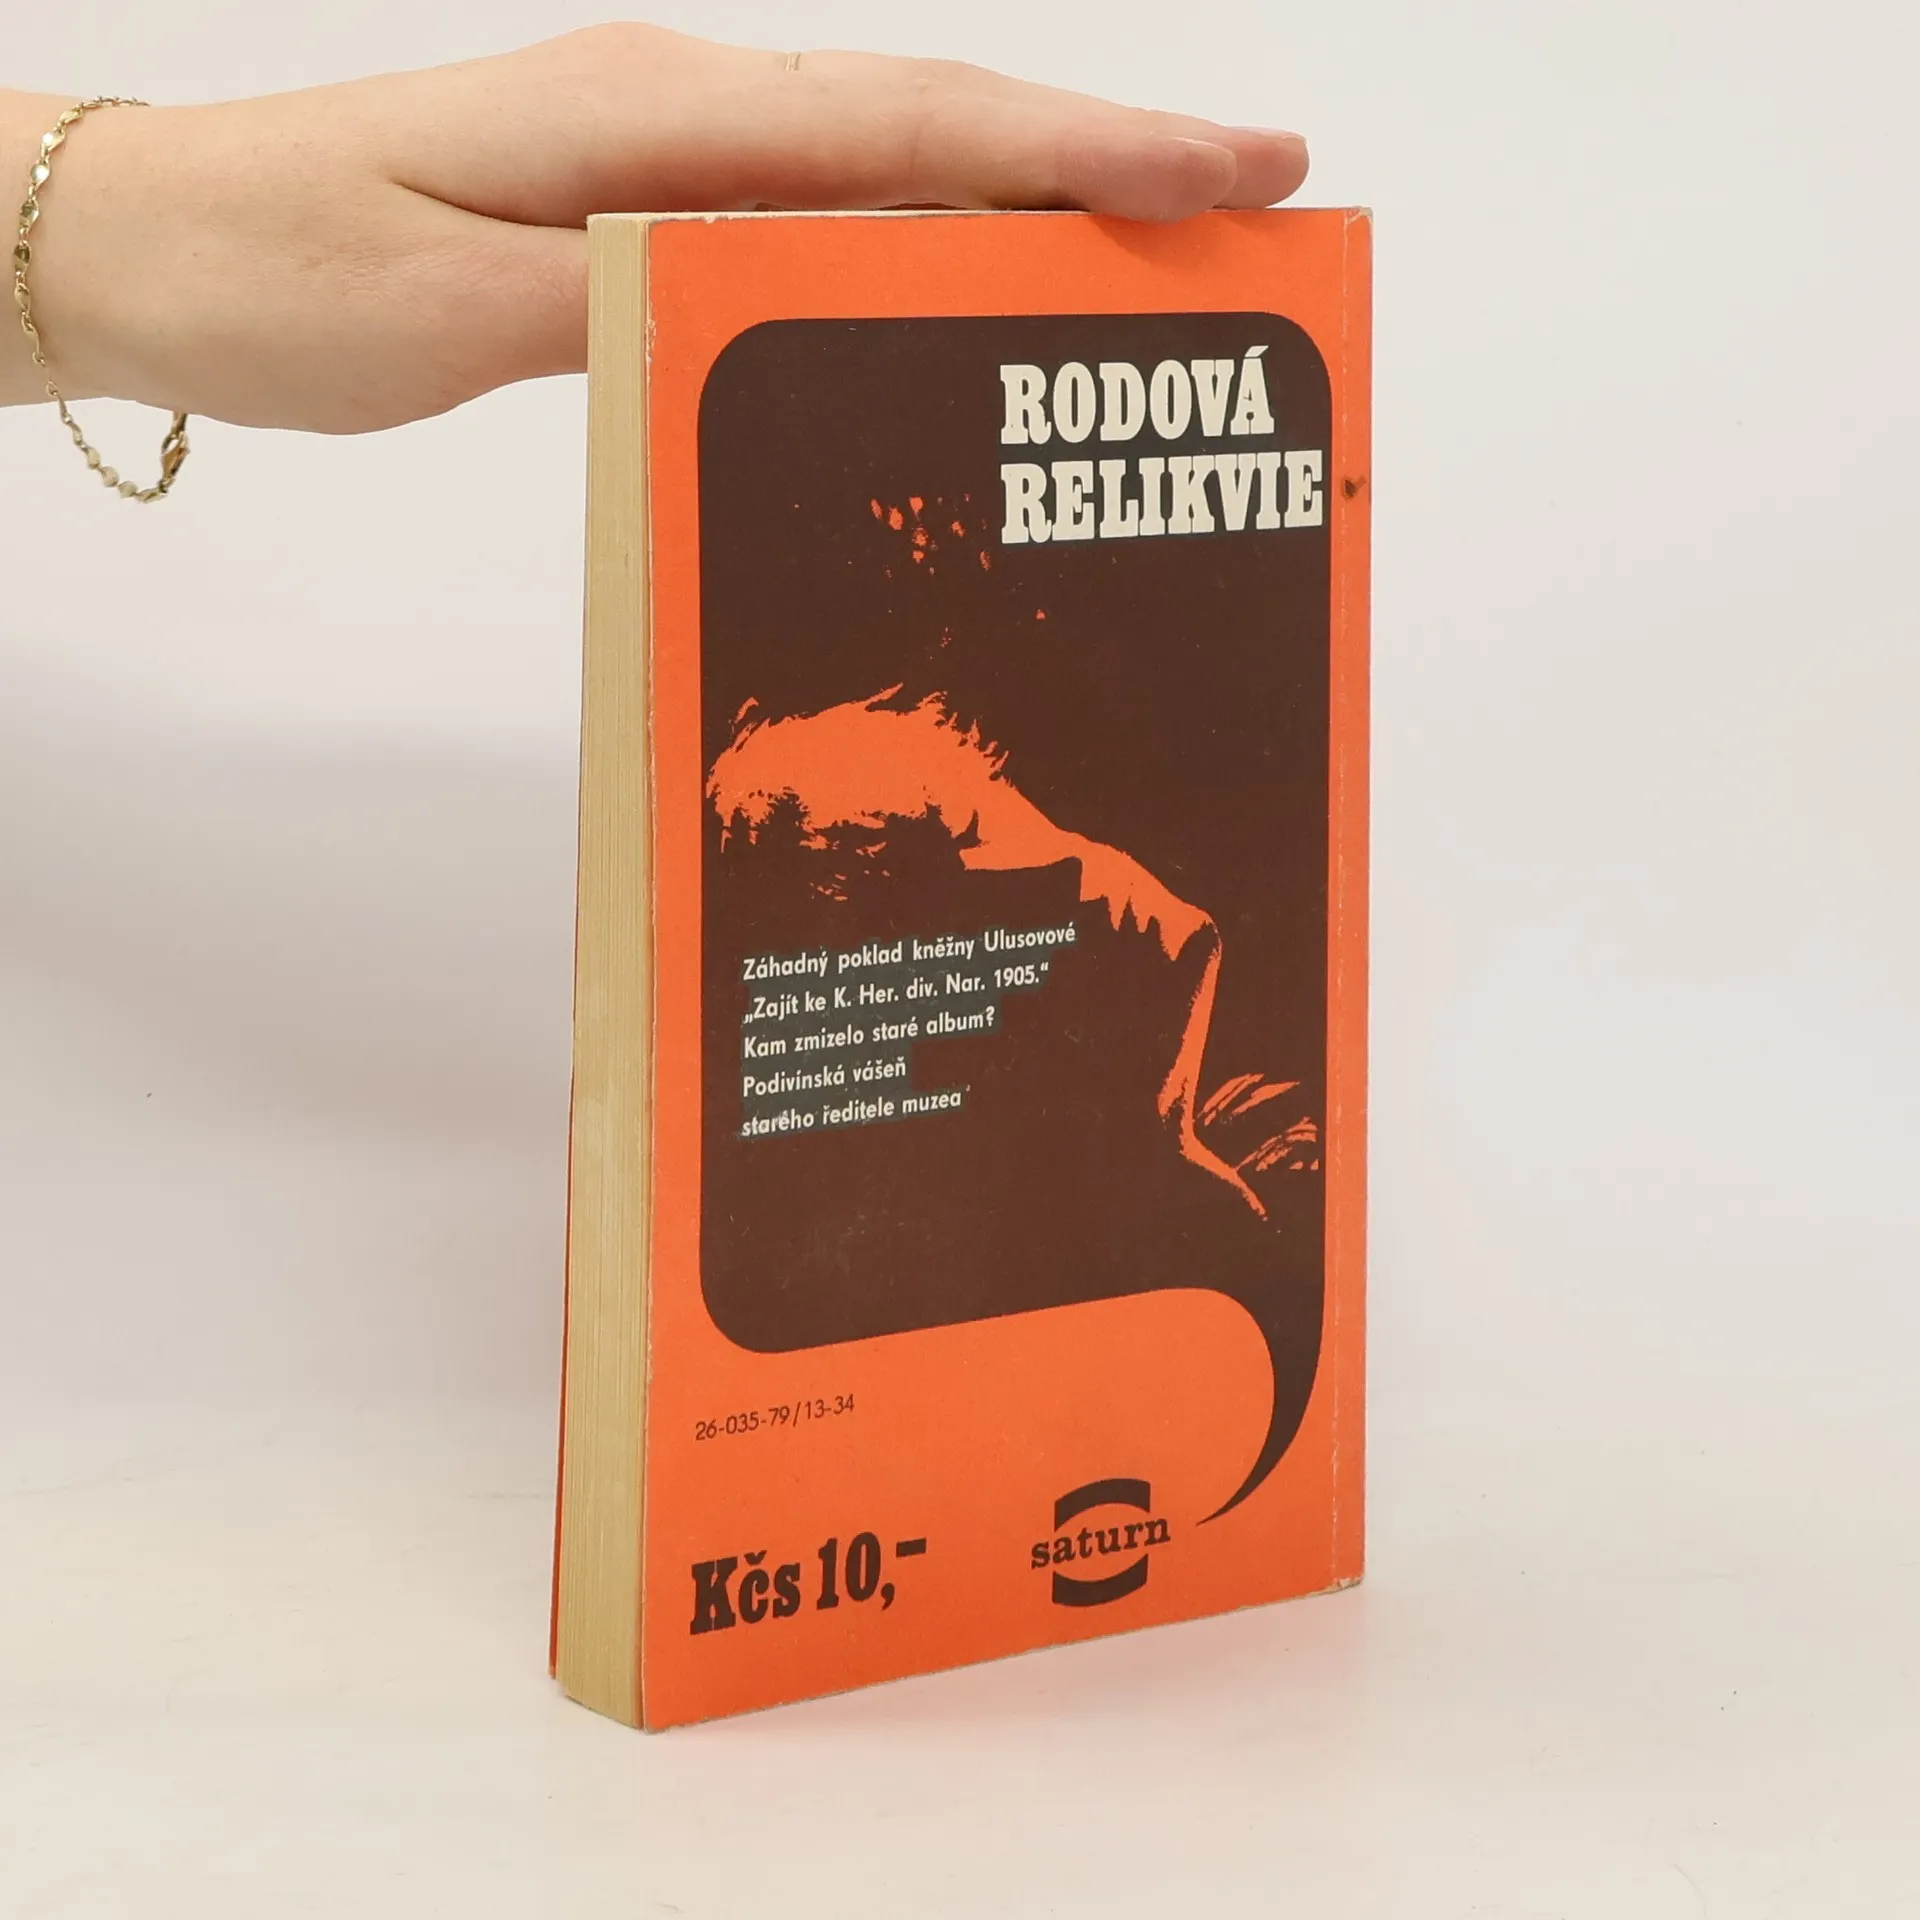 RODOVÁ
RELIKVIE
Záhadný poklad kněžny Ulusovové
„Zajít ke K. Her. div. Nar. 1905.“
Kam zmizelo staré album?
Podivínská vášeň
starého ředitele muzea
26-035-79/13-34
Kčs 10,-
saturn